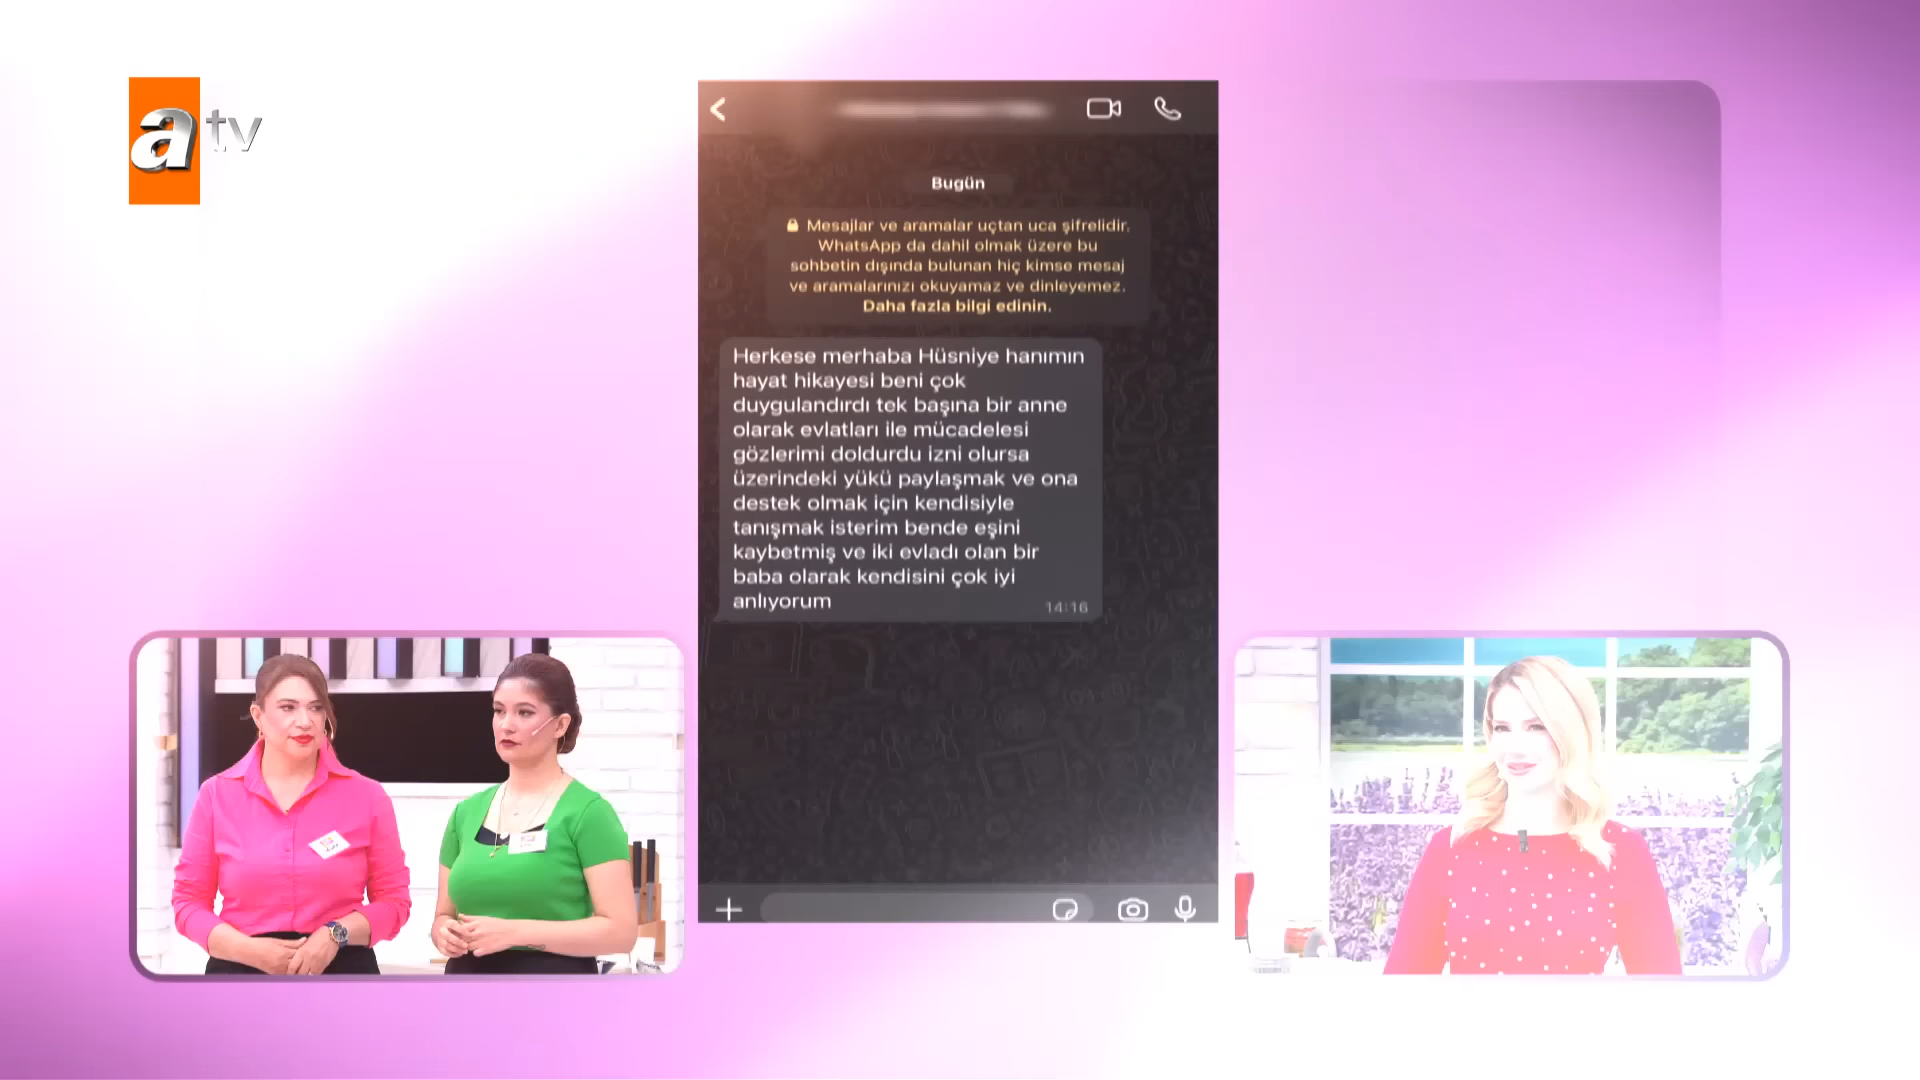 atv
Bugün
Mesajlar ve aramalar uçtan uca şifrelidir.
WhatsApp da dahil olmak üzere bu
sohbetin dışında bulunan hiç kimse mesaj
ve aramalarınızı okuyamaz ve dinleyemez.
Daha fazla bilgi edinin.
Herkese merhaba Hüsniye hanımın
hayat hikayesi beni çok
duygulandırdı tek başına bir anne
olarak evlatları ile mücadelesi
gözlerimi doldurdu izni olursa
üzerindeki yükü paylaşmak ve ona
destek olmak için kendisiyle
tanışmak isterim bende eşini
kaybetmiş ve iki evladı olan bir
baba olarak kendisini çok iyi
anlıyorum
14:16